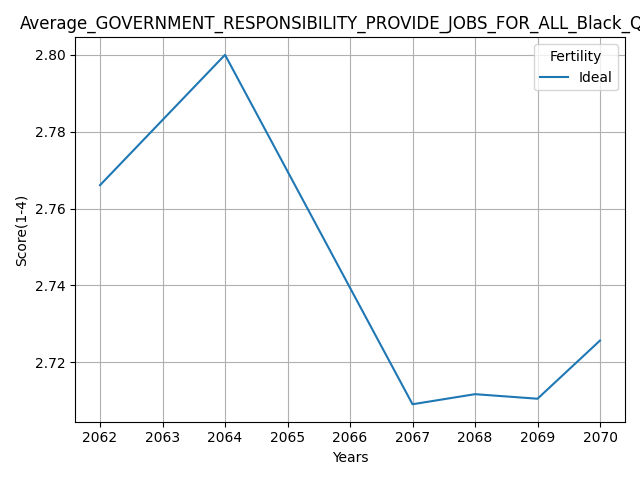 Average_GOVERNMENT_RESPONSIBILITY_PROVIDE_JOBS_FOR_ALL_Black_Q
Fertility
Ideal
2.80
2.78
2.76
2.74
2.72
Score(1-4)
2062 2063 2064 2065 2066 2067 2068 2069 2070
Years